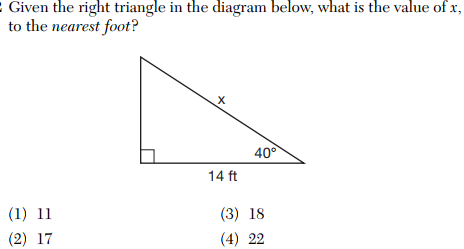 Given the right triangle in the diagram below, what is the value of x,
to the nearest foot?
x
40°
14 ft
(1) 11
(3) 18
(2) 17
(4) 22